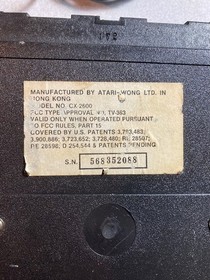 MANUFACTURED BY ATARI-WONG LTD. IN
HONG KONG
MODEL NO. CX 2600
FCC TYPE APPROVAL NO. TV-383
VALID ONLY WHEN OPERATED PURSUANT
TO FCC RULES, PART 15
COVERED BY U.S. PATENTS 3,793,483;
3,900,886; 3,723,652; 3,728,480; RE. 28507;
RE 28598; D 254,544 & PATENTS PENDING.
S.N. 568352088